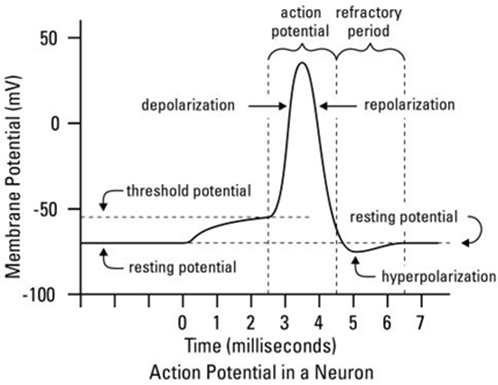 action
potential
refractory
period
50
0
-50
-100
Membrane Potential (mV)
depolarization
repolarization
threshold potential
resting potential
resting potential
hyperpolarization
0 1 2 3 4 5 6 7
Time (milliseconds)
Action Potential in a Neuron